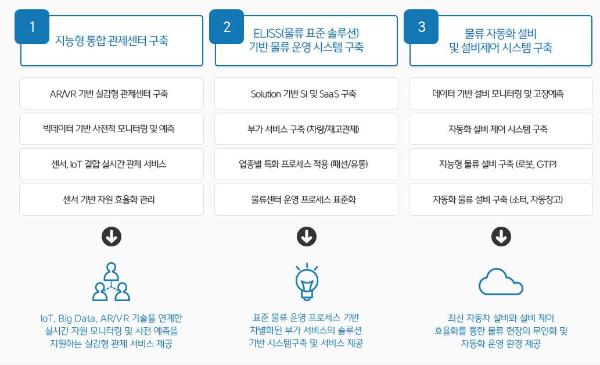 1
지능형 통합 관제센터 구축
AR/VR 기반 실감형 관제센터 구축
빅데이터 기반 사전적 모니터링 및 예측
센서, IoT 결합 실시간 관제 서비스
센서 기반 자원 효율화 관리
IoT, Big Data, AR/VR 기술을 연계한
실시간 자원 모니터링 및 사전 예측을
지원하는 실감형 관제 서비스 제공
2
ELISS(물류 표준 솔루션)
기반 물류 운영 시스템 구축
Solution 기반 SI 및 SaaS 구축
부가 서비스 구축 (차량/재고관제)
업종별 특화 프로세스 적용 (패션/유통)
물류센터 운영 프로세스 표준화
표준 물류 운영 프로세스 기반
차별화된 부가 서비스의 솔루션
기반 시스템구축 및 서비스 제공
3
물류 자동화 설비
및 설비제어 시스템 구축
데이터 기반 설비 모니터링 및 고장예측
자동화 설비 제어 시스템 구축
지능형 물류 설비 구축 (로봇, GTP)
자동화 물류 설비 구축 (소터, 자동창고)
최신 자동차 설비와 설비 제어
효율화를 통한 물류 현장의 무인화 및
자동화 운영 환경 제공